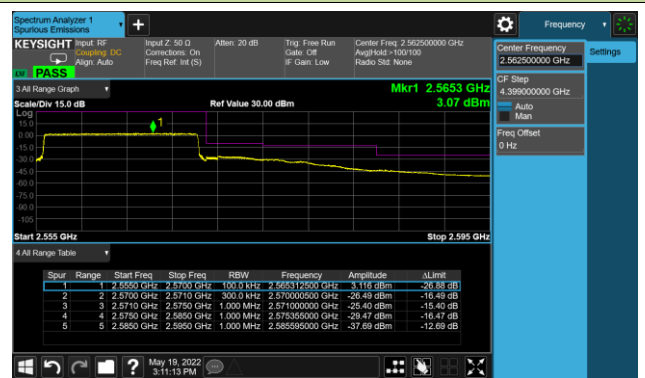 Spectrum Analyzer 1
Spurious Emissions
Frequency
KEYSIGHT
Input: RF
Coupling: DC
Align: Auto
Input Z: 50 Ω
Corrections: On
Freq Ref: Int (S)
Atten: 20 dB
Trig: Free Run
Gate: Off
IF Gain: Low
Center Freq: 2.562500000 GHz
Avg|Hold:>100/100
Radio Std: None
PASS
Center Frequency
2.562500000 GHz
Settings
CF Step
4.399000000 GHz
Auto
Man
Freq Offset
0 Hz
3 All Range Graph
Mkr1 2.5653 GHz
3.07 dBm
Scale/Div 15.0 dB
Ref Value 30.00 dBm
Log
15.0
0.00
-15.0
-30.0
-45.0
-60.0
-75.0
-90.0
-105
1
Start 2.555 GHz
Stop 2.595 GHz
4 All Range Table
Spur Range Start Freq Stop Freq RBW Frequency Amplitude ΔLimit
1 1 2.5550 GHz 2.5700 GHz 100.0 kHz 2.565312500 GHz 3.116 dBm -26.88 dB
2 2 2.5700 GHz 2.5710 GHz 300.0 kHz 2.570000500 GHz -26.49 dBm -16.49 dB
3 3 2.5710 GHz 2.5750 GHz 1.000 MHz 2.571000000 GHz -25.40 dBm -15.40 dB
4 4 2.5750 GHz 2.5850 GHz 1.000 MHz 2.575355000 GHz -29.47 dBm -16.47 dB
5 5 2.5850 GHz 2.5950 GHz 1.000 MHz 2.585595000 GHz -37.69 dBm -12.69 dB
May 19, 2022
3:11:13 PM